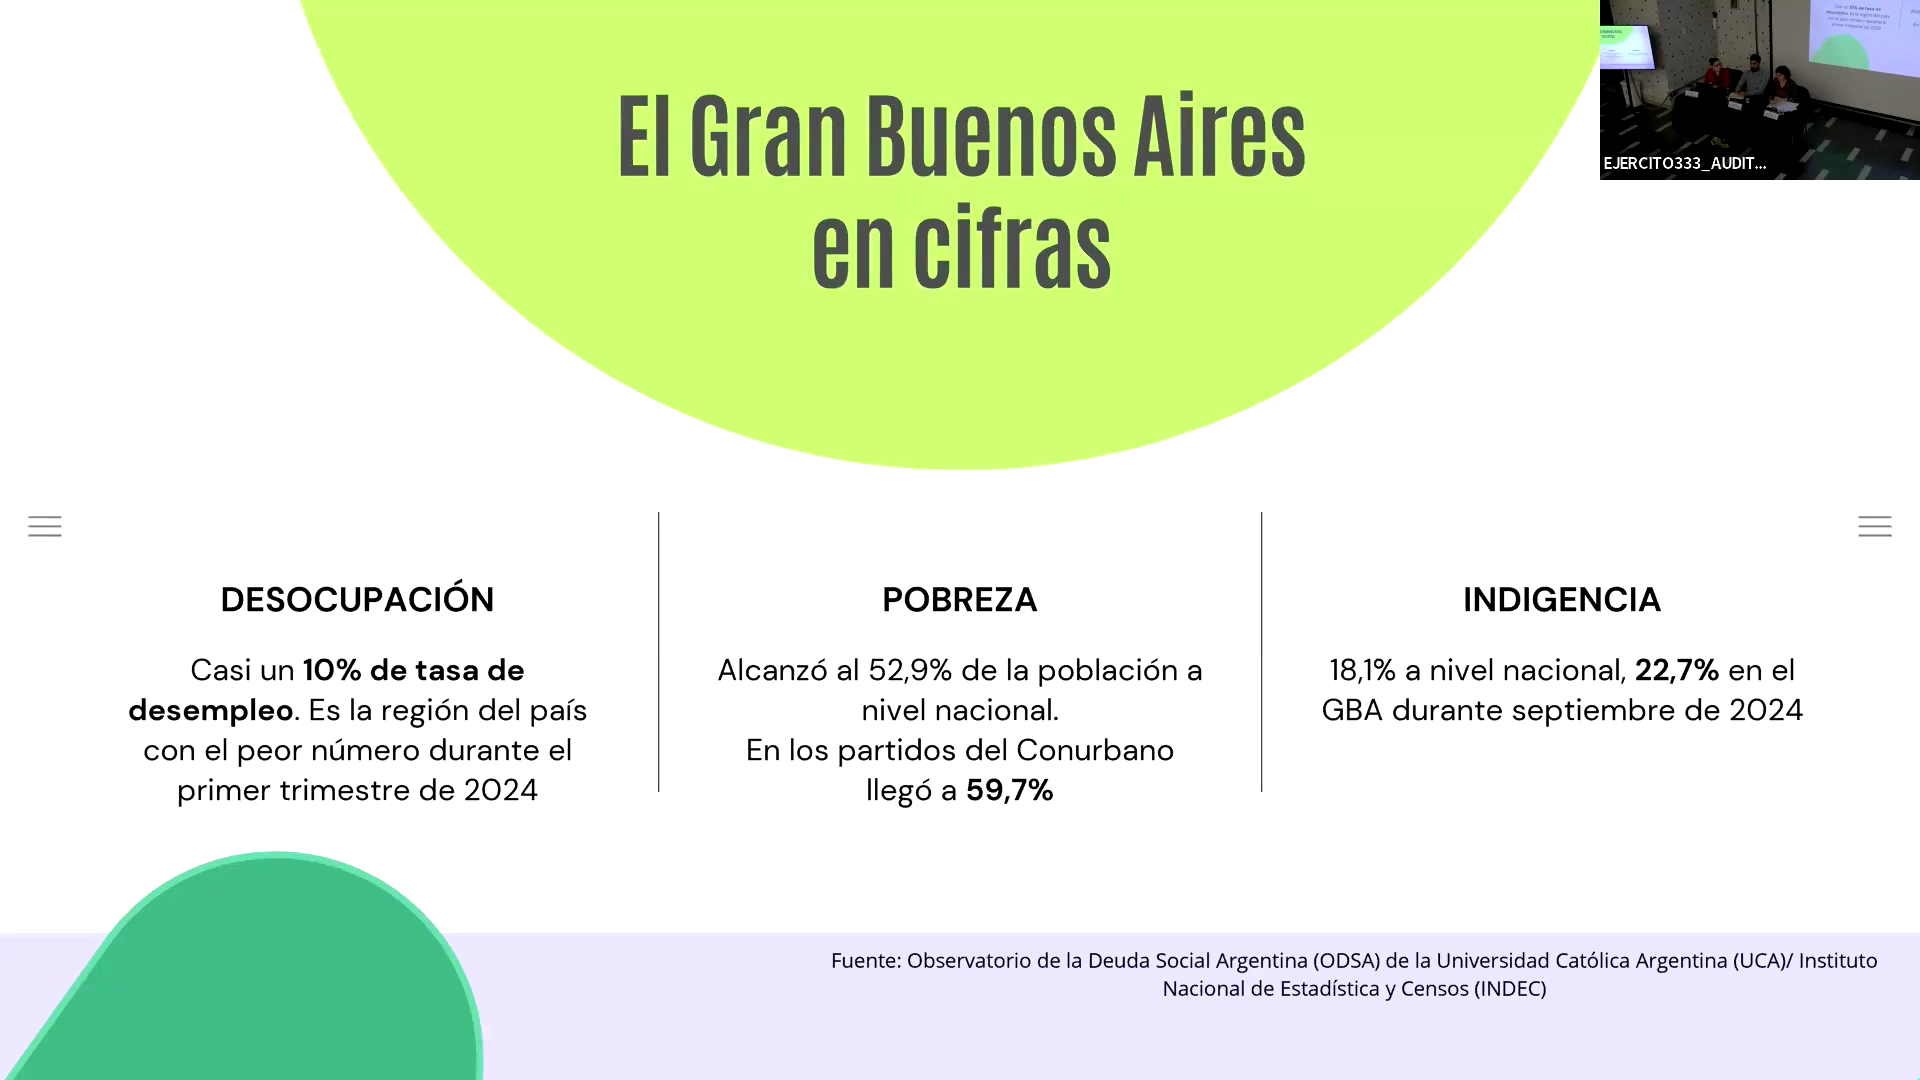 El Gran Buenos Aires
en cifras
EJERCITO333_AUDIT...
DESOCUPACIÓN
Casi un 10% de tasa de
desempleo. Es la región del país
con el peor número durante el
primer trimestre de 2024
POBREZA
Alcanzó al 52,9% de la población a
nivel nacional.
En los partidos del Conurbano
llegó a 59,7%
INDIGENCIA
18,1% a nivel nacional, 22,7% en el
GBA durante septiembre de 2024
Fuente: Observatorio de la Deuda Social Argentina (ODSA) de la Universidad Católica Argentina (UCA)/ Instituto
Nacional de Estadística y Censos (INDEC)